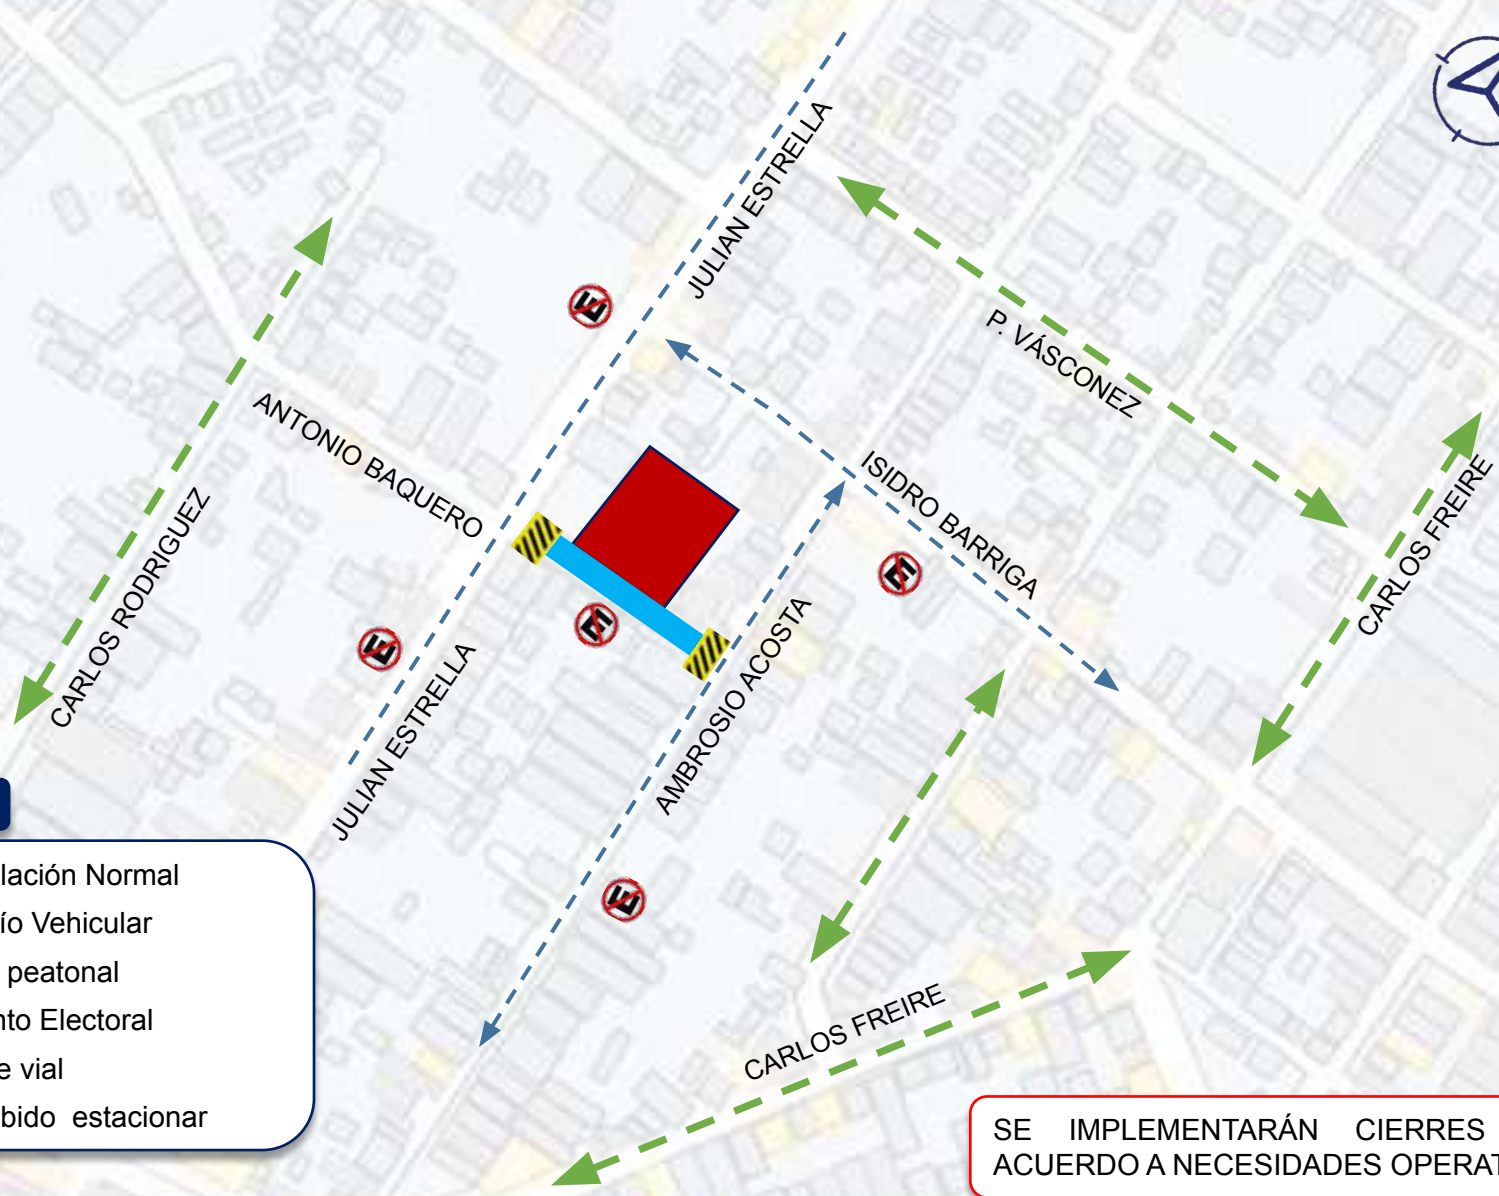 JULIAN ESTRELLA
P. VÁSCONEZ
ANTONIO BAQUERO
ISIDRO BARRIGA
CARLOS FREIRE
CARLOS RODRIGUEZ
AMBROSIO ACOSTA
JULIAN ESTRELLA
CARLOS FREIRE
lación Normal
ío Vehicular
peatonal
nto Electoral
e vial
bido estacionar
SE IMPLEMENTARÁN CIERRES
ACUERDO A NECESIDADES OPERAT